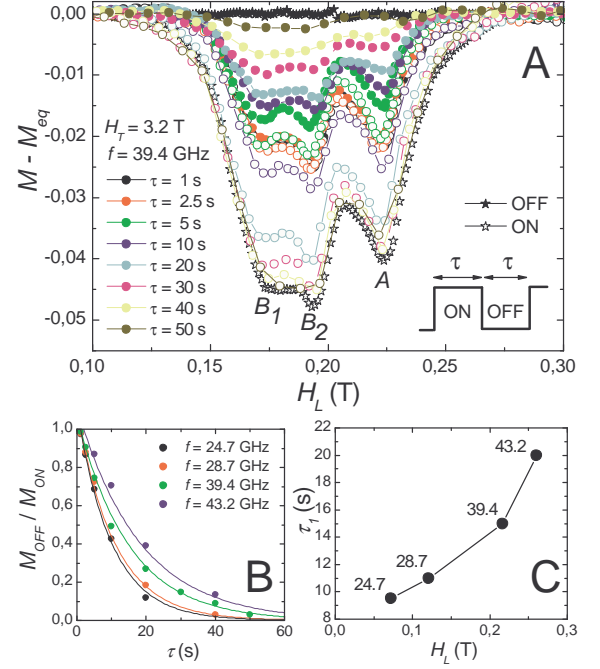 A
0,00
-0,01
-0,02
-0,03
-0,04
-0,05
M - M_eq
H_T = 3.2 T
f = 39.4 GHz
τ = 1 s
τ = 2.5 s
τ = 5 s
τ = 10 s
τ = 20 s
τ = 30 s
τ = 40 s
τ = 50 s
OFF
ON
τ τ
ON OFF
B_1 B_2 A
0,10 0,15 0,20 0,25 0,30
H_L (T)
1,0
0,8
0,6
0,4
0,2
0,0
M_OFF / M_ON
f = 24.7 GHz
f = 28.7 GHz
f = 39.4 GHz
f = 43.2 GHz
B
0 20 40 60
τ (s)
22
20
18
16
14
12
10
8
τ_1 (s)
43.2
39.4
28.7
24.7
C
0,0 0,1 0,2 0,3
H_L (T)